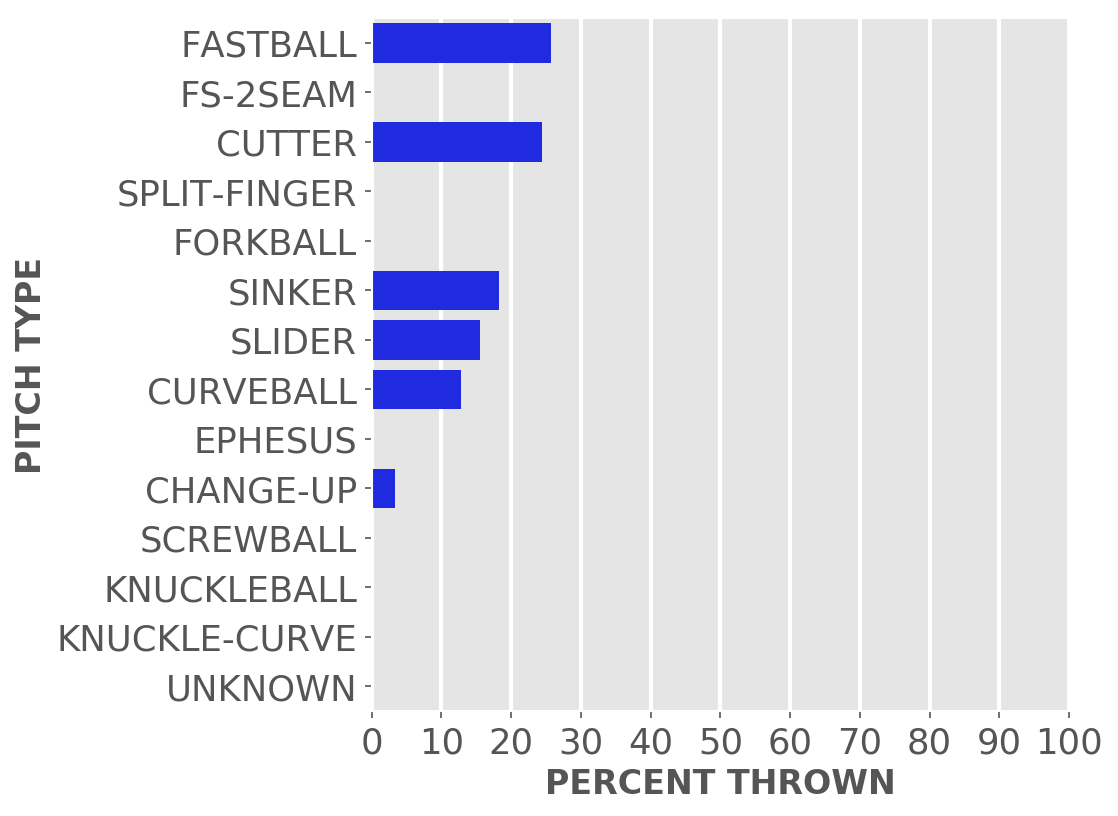 FASTBALL
FS-2SEAM
CUTTER
SPLIT-FINGER
FORKBALL
SINKER
SLIDER
CURVEBALL
EPHESUS
CHANGE-UP
SCREWBALL
KNUCKLEBALL
KNUCKLE-CURVE
UNKNOWN
PITCH TYPE
0 10 20 30 40 50 60 70 80 90 100
PERCENT THROWN